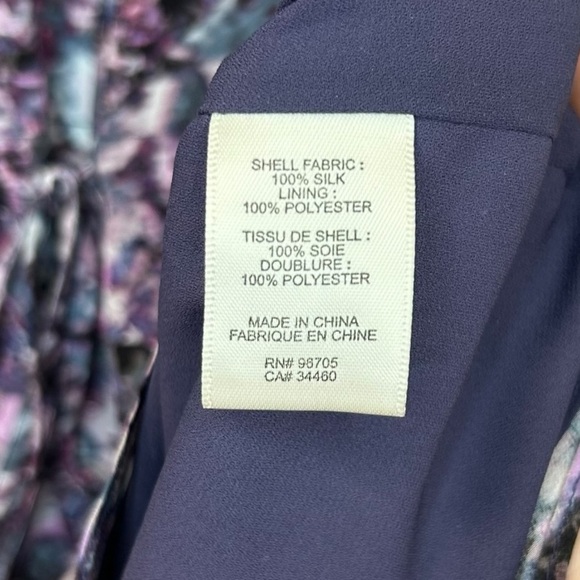 SHELL FABRIC :
100% SILK
LINING :
100% POLYESTER
TISSU DE SHELL :
100% SOIE
DOUBLURE :
100% POLYESTER
MADE IN CHINA
FABRIQUE EN CHINE
RN# 96705
CA# 34460